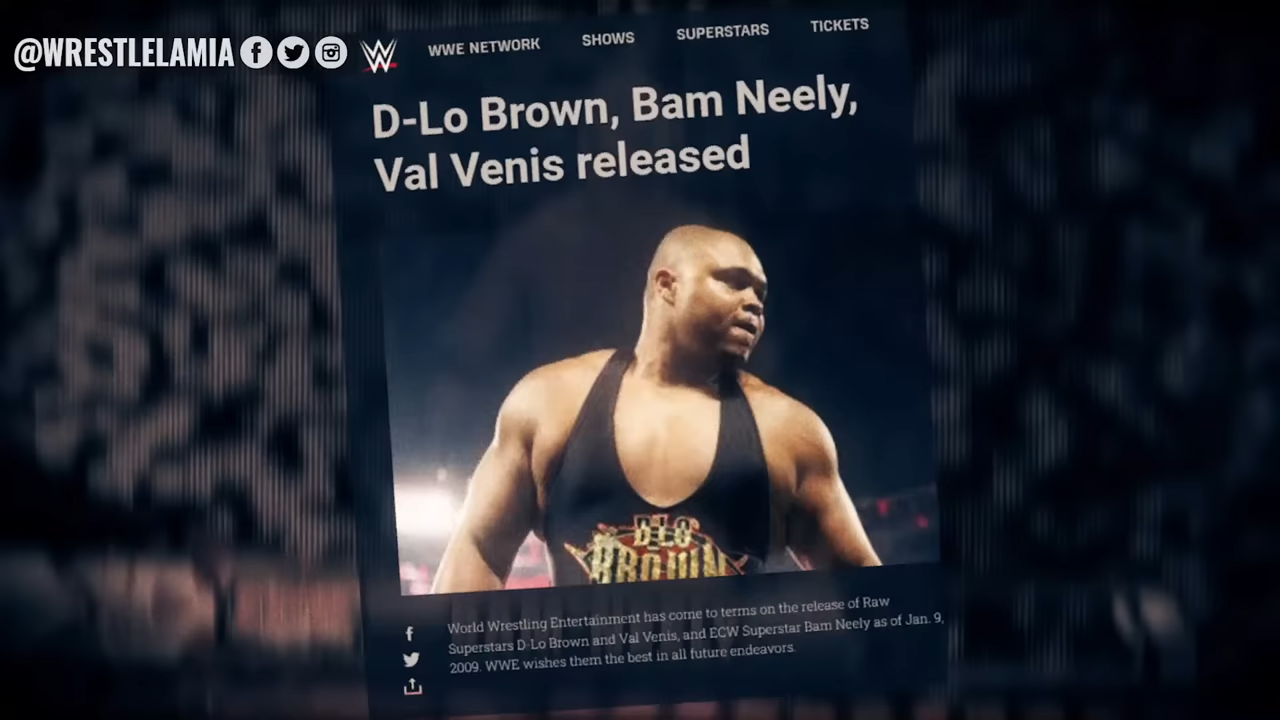 @WRESTLELAMIA
WWE NETWORK SHOWS SUPERSTARS TICKETS
D-Lo Brown, Bam Neely,
Val Venis released
D-LO
BROWN
World Wrestling Entertainment has come to terms on the release of Raw
Superstars D-Lo Brown and Val Venis, and ECW Superstar Bam Neely as of Jan. 9,
2009. WWE wishes them the best in all future endeavors.